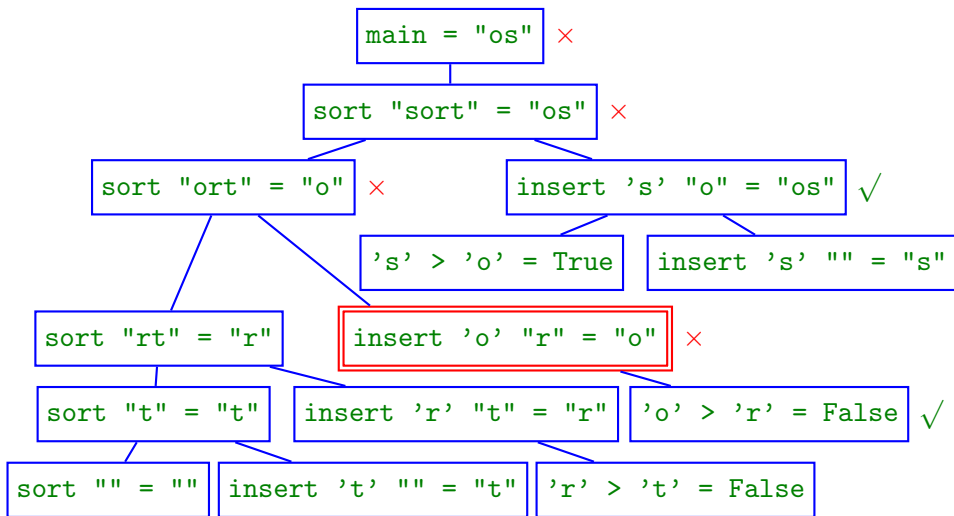 main = "os" ×
sort "sort" = "os" ×
sort "ort" = "o" ×
insert 's' "o" = "os" √
's' > 'o' = True
insert 's' "" = "s"
sort "rt" = "r"
insert 'o' "r" = "o" ×
sort "t" = "t"
insert 'r' "t" = "r"
'o' > 'r' = False √
sort "" = ""
insert 't' "" = "t"
'r' > 't' = False